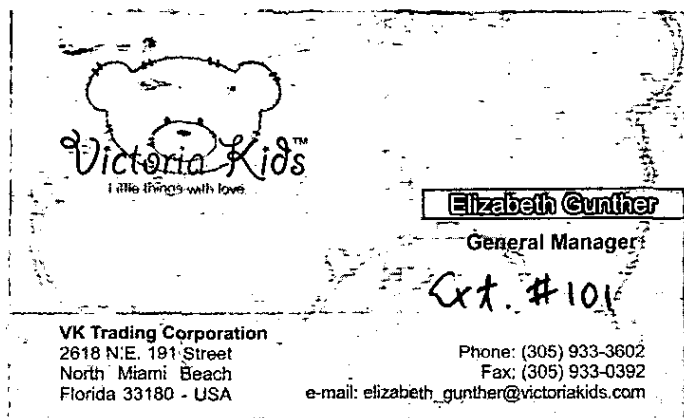 Victoria Kids™
Little things with love
Elizabeth Gunther
General Manager
Ext. #101
VK Trading Corporation
2618 N.E. 191 Street
North Miami Beach
Florida 33180 - USA
Phone: (305) 933-3602
Fax: (305) 933-0392
e-mail: elizabeth_gunther@victoriakids.com